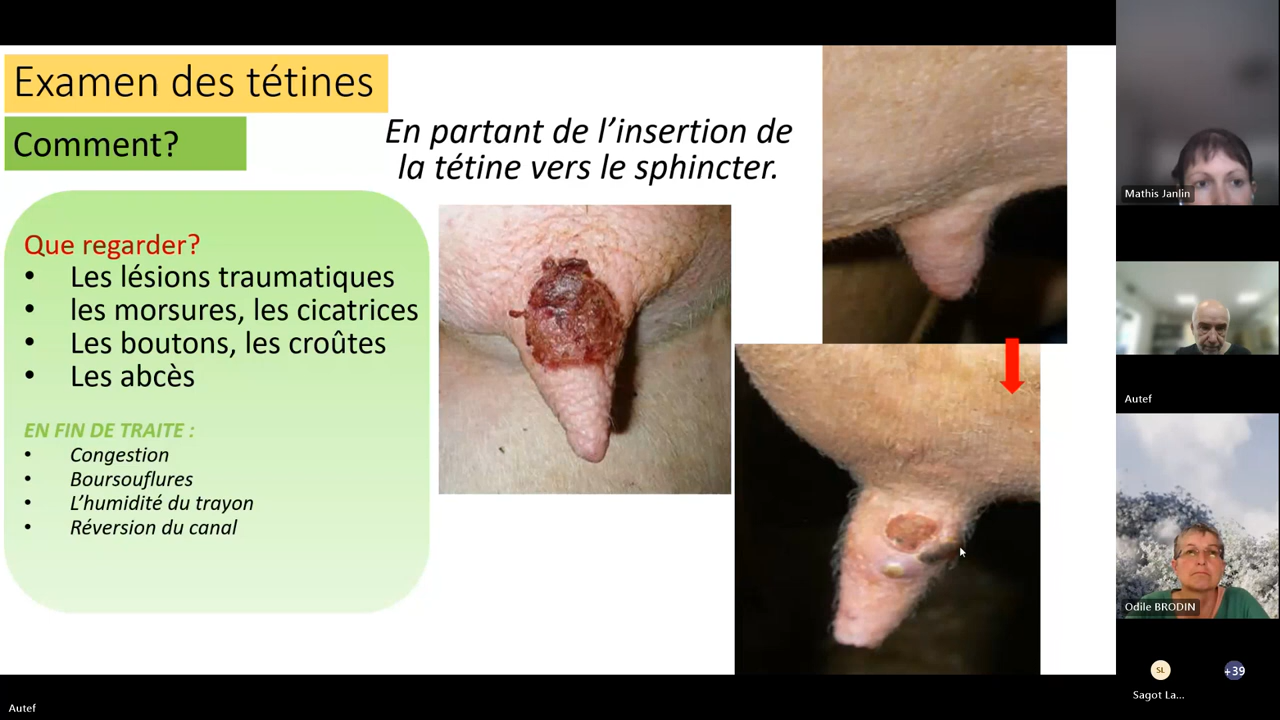 Examen des tétines
Comment?
En partant de l'insertion de
la tétine vers le sphincter.
Que regarder?
• Les lésions traumatiques
• les morsures, les cicatrices
• Les boutons, les croûtes
• Les abcès
EN FIN DE TRAITE :
• Congestion
• Boursouflures
• L'humidité du trayon
• Réversion du canal
Mathis Janlin
Autef
Odile BRODIN
SL
+39
Sagot La...
Autef